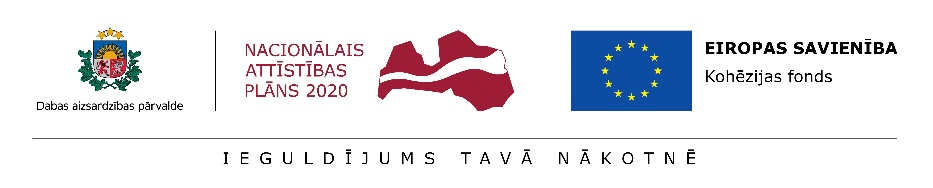 Dabas aizsardzības pārvalde
NACIONĀLAIS
ATTĪSTĪBAS
PLĀNS 2020
EIROPAS SAVIENĪBA
Kohēzijas fonds
IEGULDĪJUMS TAVĀ NĀKOTNĒ